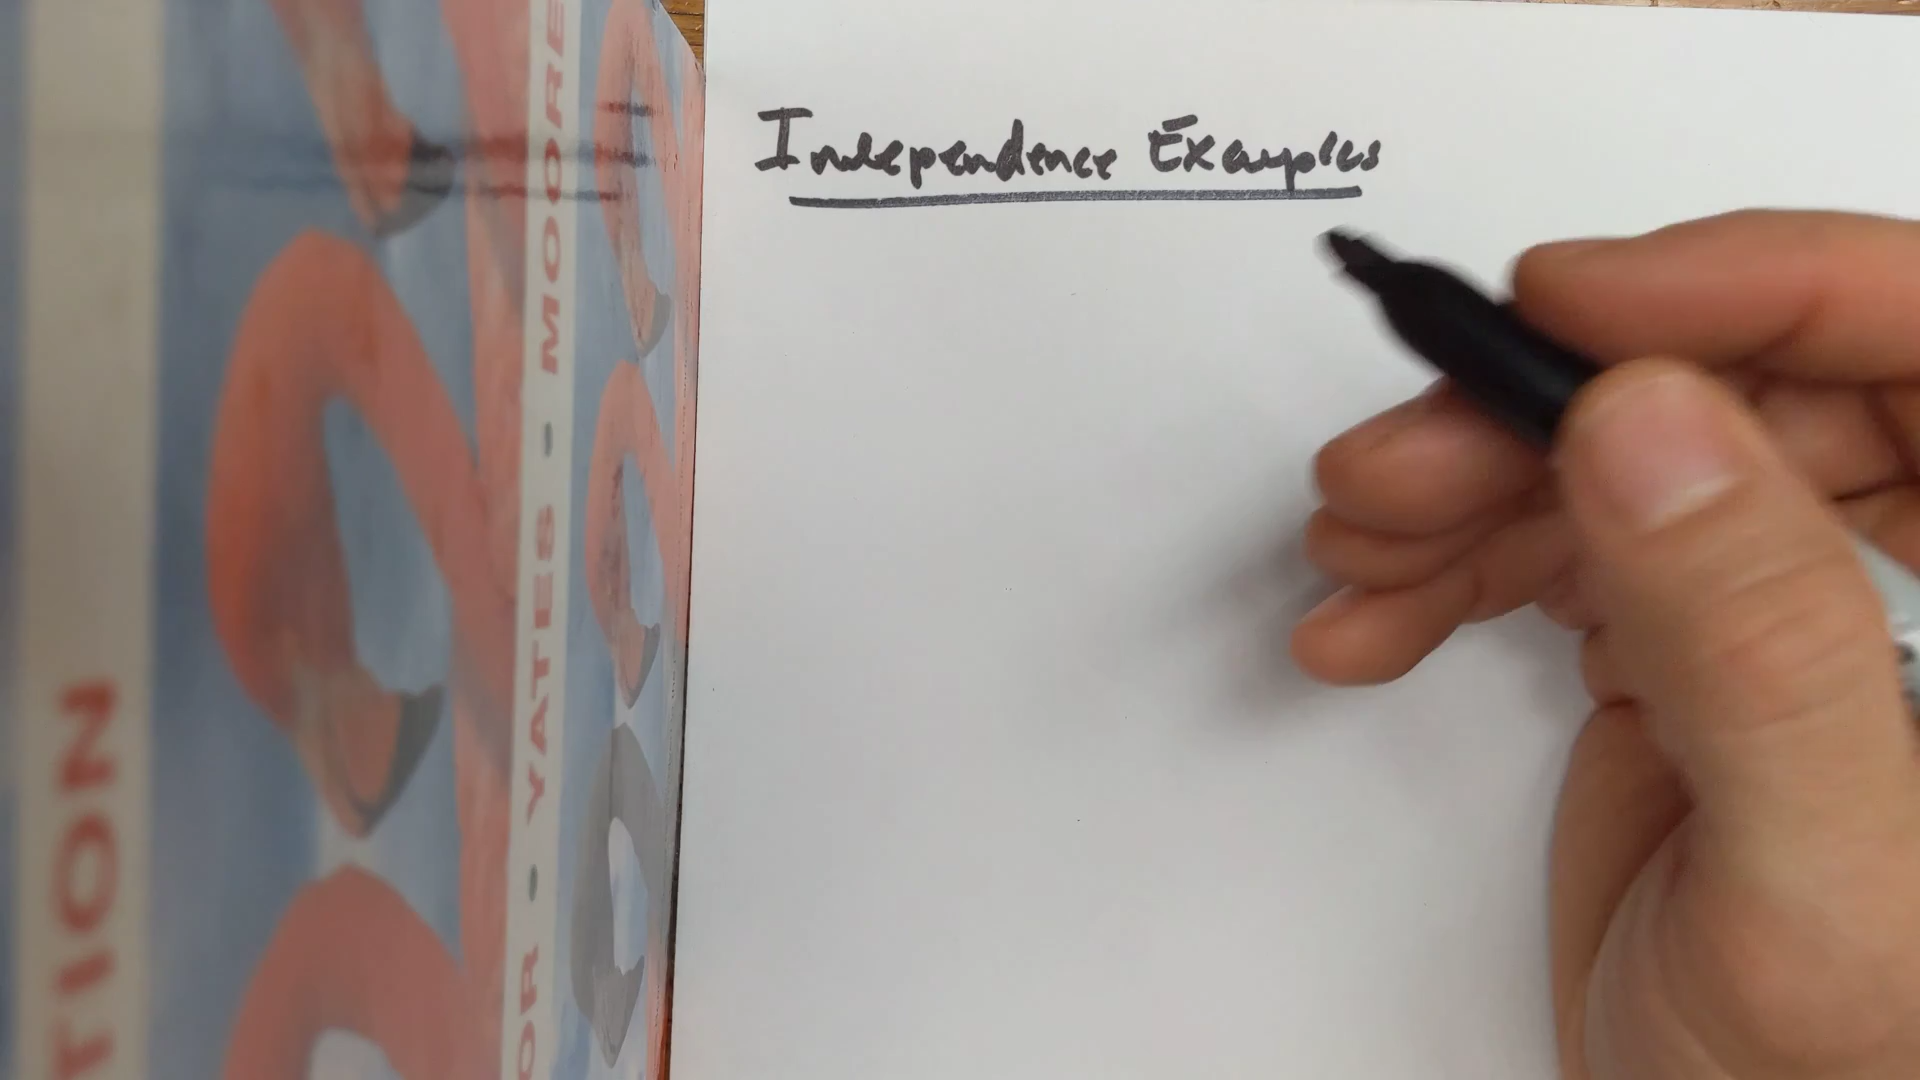 Independence Examples
TION
OR • YATES • MOORE